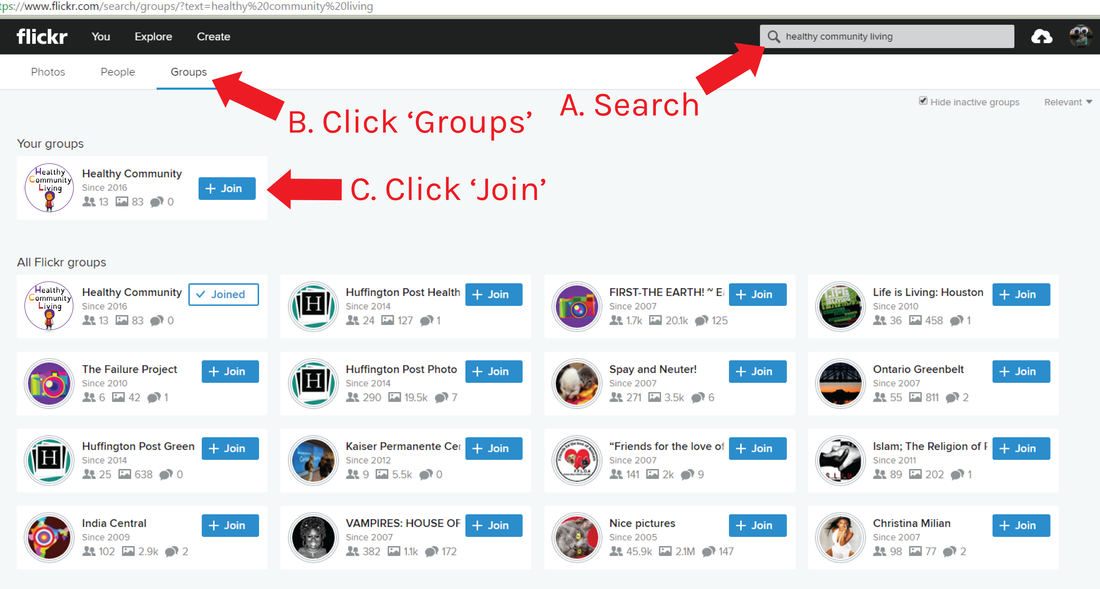 tps://www.flickr.com/search/groups/?text=healthy%20community%20living
flickr You Explore Create healthy community living
Photos People Groups
A. Search
B. Click ‘Groups’
Hide inactive groups Relevant
Your groups
Healthy Community Living
Healthy Community
Since 2016
13 83 0
+ Join
C. Click ‘Join’
All Flickr groups
Healthy Community Living
Healthy Community
Since 2016
13 83 0
Joined
H
Huffington Post Health
Since 2014
24 127 1
+ Join
FIRST-THE EARTH! ~ E
Since 2007
1.7k 20.1k 125
+ Join
Life is Living: Houston
Since 2010
36 458 1
+ Join
The Failure Project
Since 2010
6 42 1
+ Join
H
Huffington Post Photo
Since 2014
290 19.5k 7
+ Join
Spay and Neuter!
Since 2007
271 3.5k 6
+ Join
Ontario Greenbelt
Since 2007
55 811 2
+ Join
H
Huffington Post Green
Since 2014
25 638 0
+ Join
Kaiser Permanente Ce
Since 2012
9 5.5k 0
+ Join
“Friends for the love of
Since 2007
141 2k 9
+ Join
Islam; The Religion of
Since 2011
89 202 1
+ Join
India Central
Since 2009
102 2.9k 2
+ Join
VAMPIRES: HOUSE OF
Since 2007
382 1.1k 172
+ Join
Nice pictures
Since 2005
45.9k 2.1M 147
+ Join
Christina Milian
Since 2007
98 77 2
+ Join